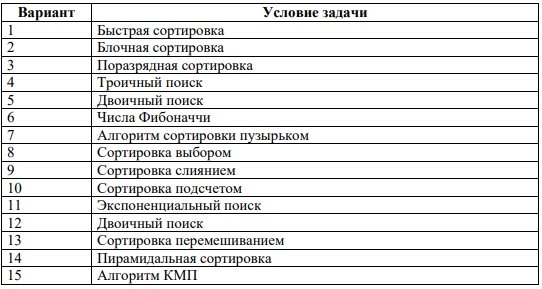 Вариант Условие задачи
1 Быстрая сортировка
2 Блочная сортировка
3 Поразрядная сортировка
4 Троичный поиск
5 Двоичный поиск
6 Числа Фибоначчи
7 Алгоритм сортировки пузырьком
8 Сортировка выбором
9 Сортировка слиянием
10 Сортировка подсчетом
11 Экспоненциальный поиск
12 Двоичный поиск
13 Сортировка перемешиванием
14 Пирамидальная сортировка
15 Алгоритм КМП